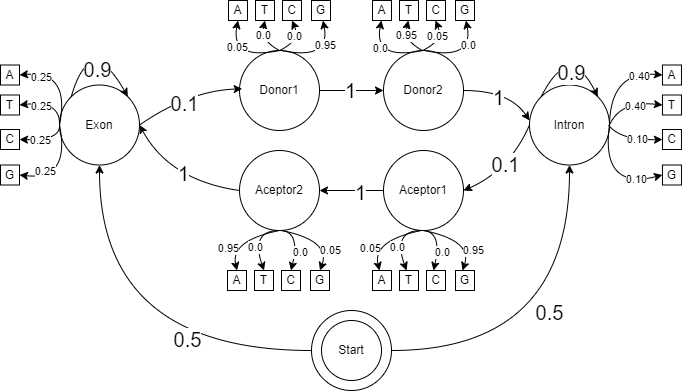 A T C G
0.05 0.0 0.0 0.95
A T C G
0.0 0.95 0.05 0.0
A 0.25
T 0.25
C 0.25
G 0.25
0.9
Exon
0.1
Donor1
1
Donor2
1
0.9
Intron
0.40 A
0.40 T
0.10 C
0.10 G
1
Aceptor2
1
Aceptor1
0.1
0.95 0.0 0.0 0.05
A T C G
0.05 0.0 0.0 0.95
A T C G
0.5
Start
0.5